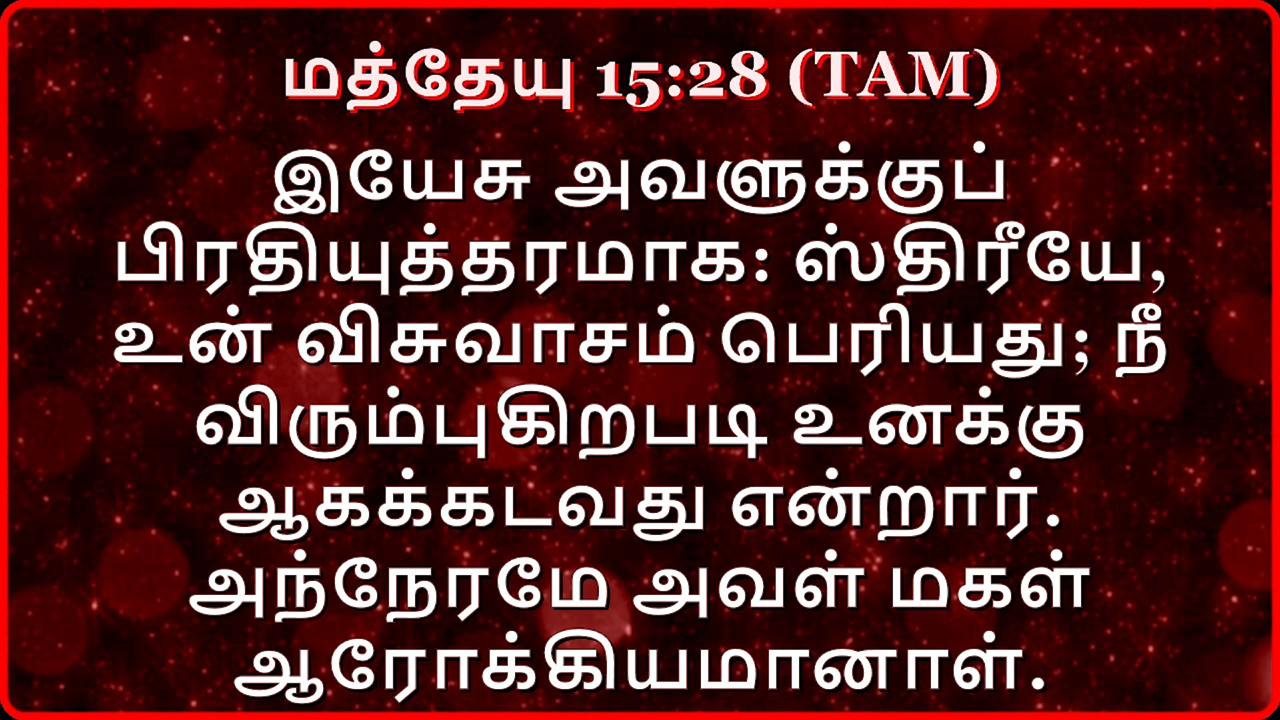 மத்தேயு 15:28 (TAM)
இயேசு அவளுக்குப்
பிரதியுத்தரமாக: ஸ்திரீயே,
உன் விசுவாசம் பெரியது; நீ
விரும்புகிறபடி உனக்கு
ஆகக்கடவது என்றார்.
அந்நேரமே அவள் மகள்
ஆரோக்கியமானாள்.